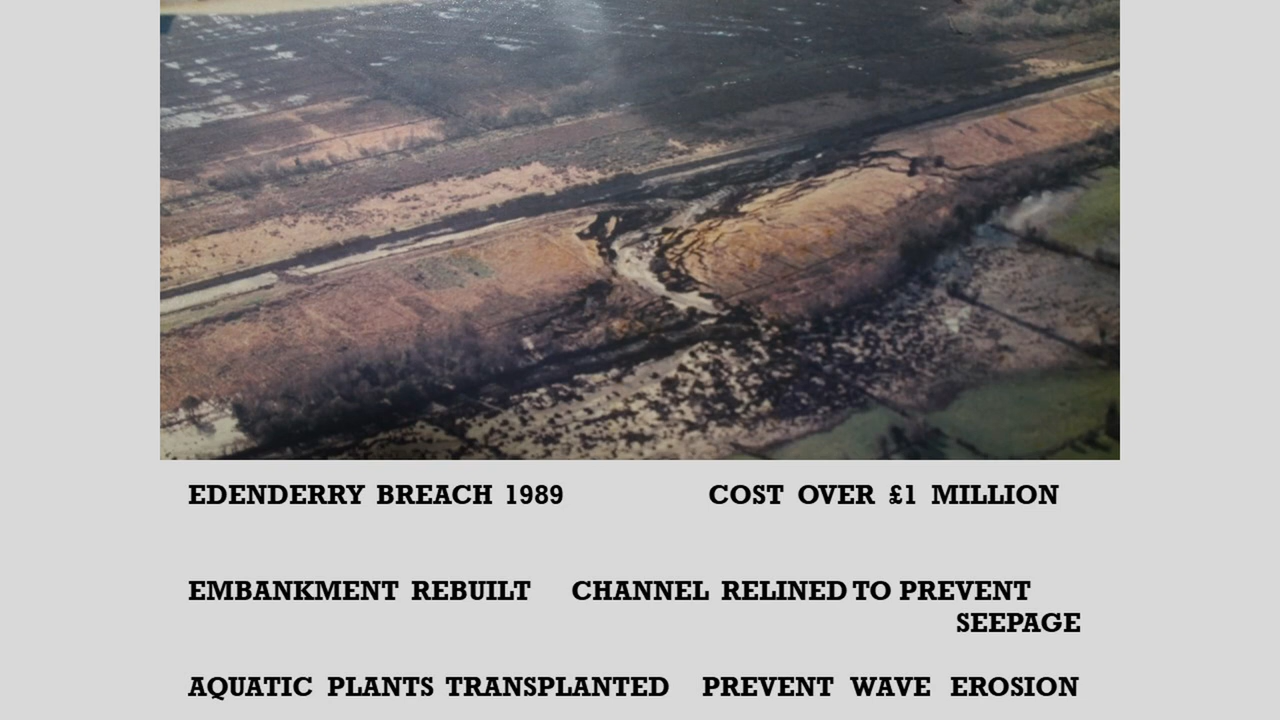 EDENDERRY BREACH 1989 COST OVER £1 MILLION
EMBANKMENT REBUILT CHANNEL RELINED TO PREVENT
SEEPAGE
AQUATIC PLANTS TRANSPLANTED PREVENT WAVE EROSION